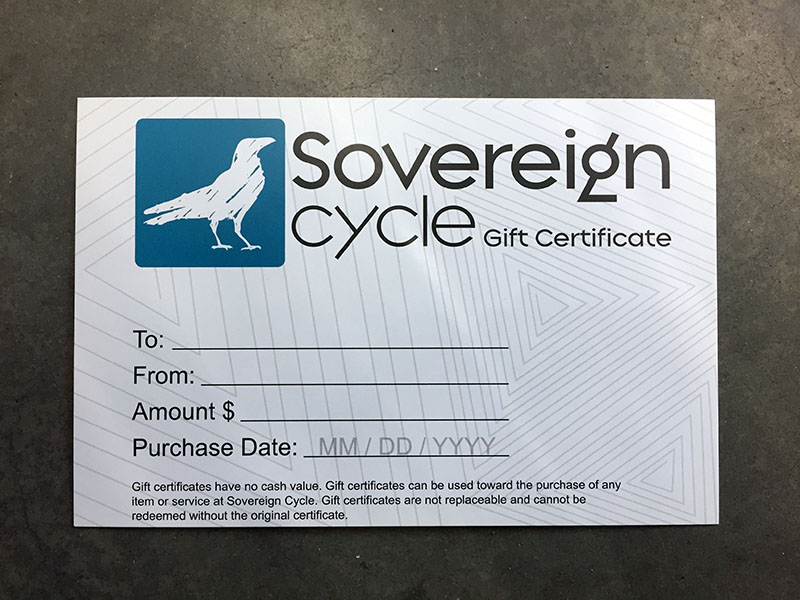 Sovereign
cycle Gift Certificate
To:
From:
Amount $
Purchase Date: MM / DD / YYYY
Gift certificates have no cash value. Gift certificates can be used toward the purchase of any
item or service at Sovereign Cycle. Gift certificates are not replaceable and cannot be
redeemed without the original certificate.